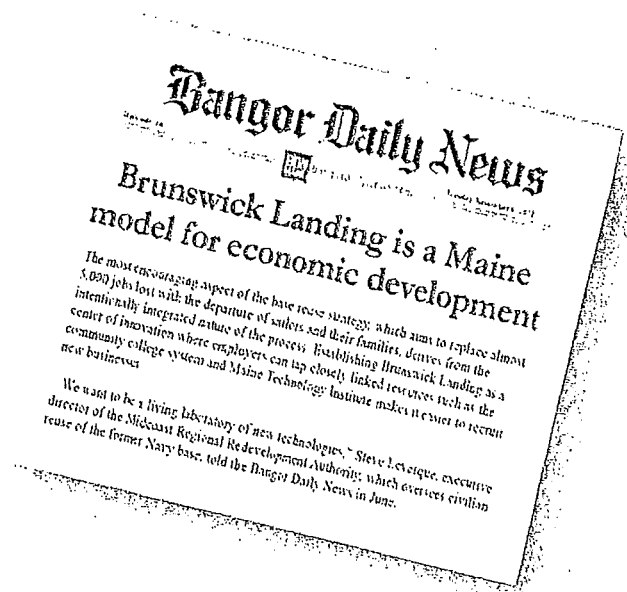 Bangor Daily News
Brunswick Landing is a Maine
model for economic development
The most encouraging aspect of the base reuse strategy, which aims to replace almost
5,000 jobs lost with the departure of sailors and their families, derives from the
intentionally integrated nature of the process. Establishing Brunswick Landing as a
center of innovation where employers can tap closely linked resources such as the
community college system and Maine Technology Institute makes it easier to recruit
new businesses
We want to be a living laboratory of new technologies," Steve Levesque, executive
director of the Midcoast Regional Redevelopment Authority, which oversees civilian
reuse of the former Navy base, told the Bangor Daily News in June.